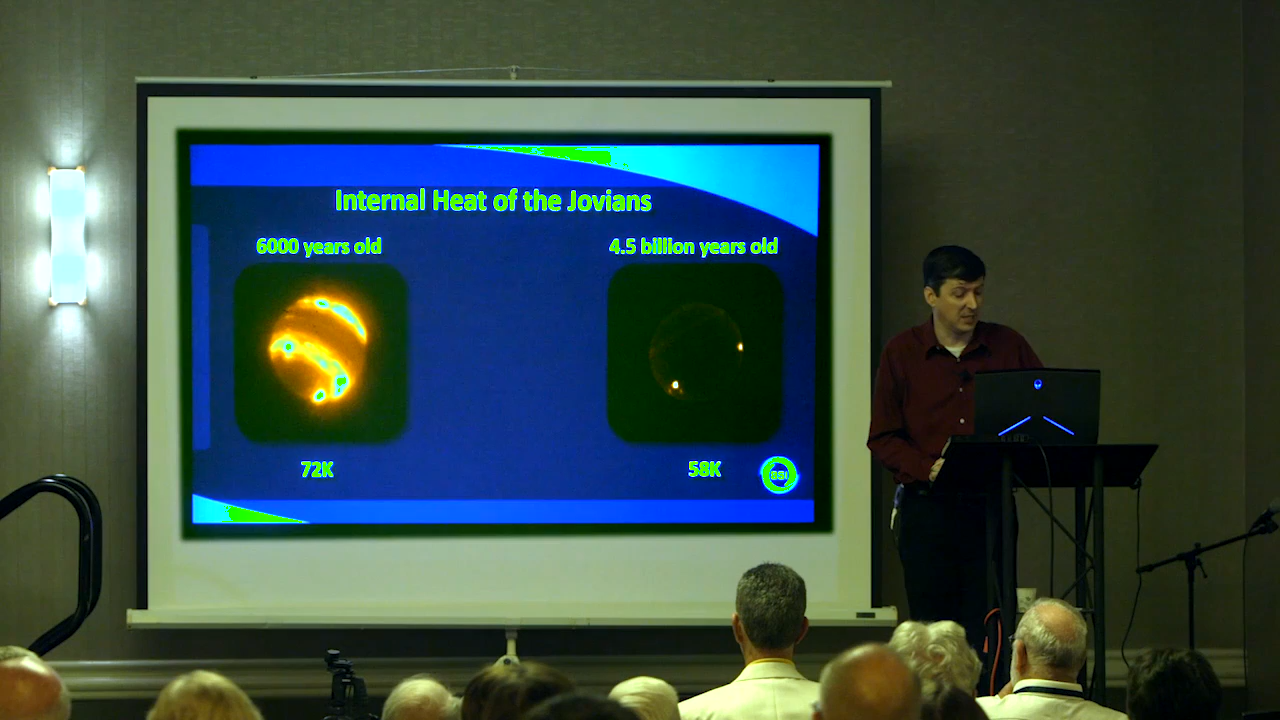 Internal Heat of the Jovians
6000 years old
4.5 billion years old
72K
58K